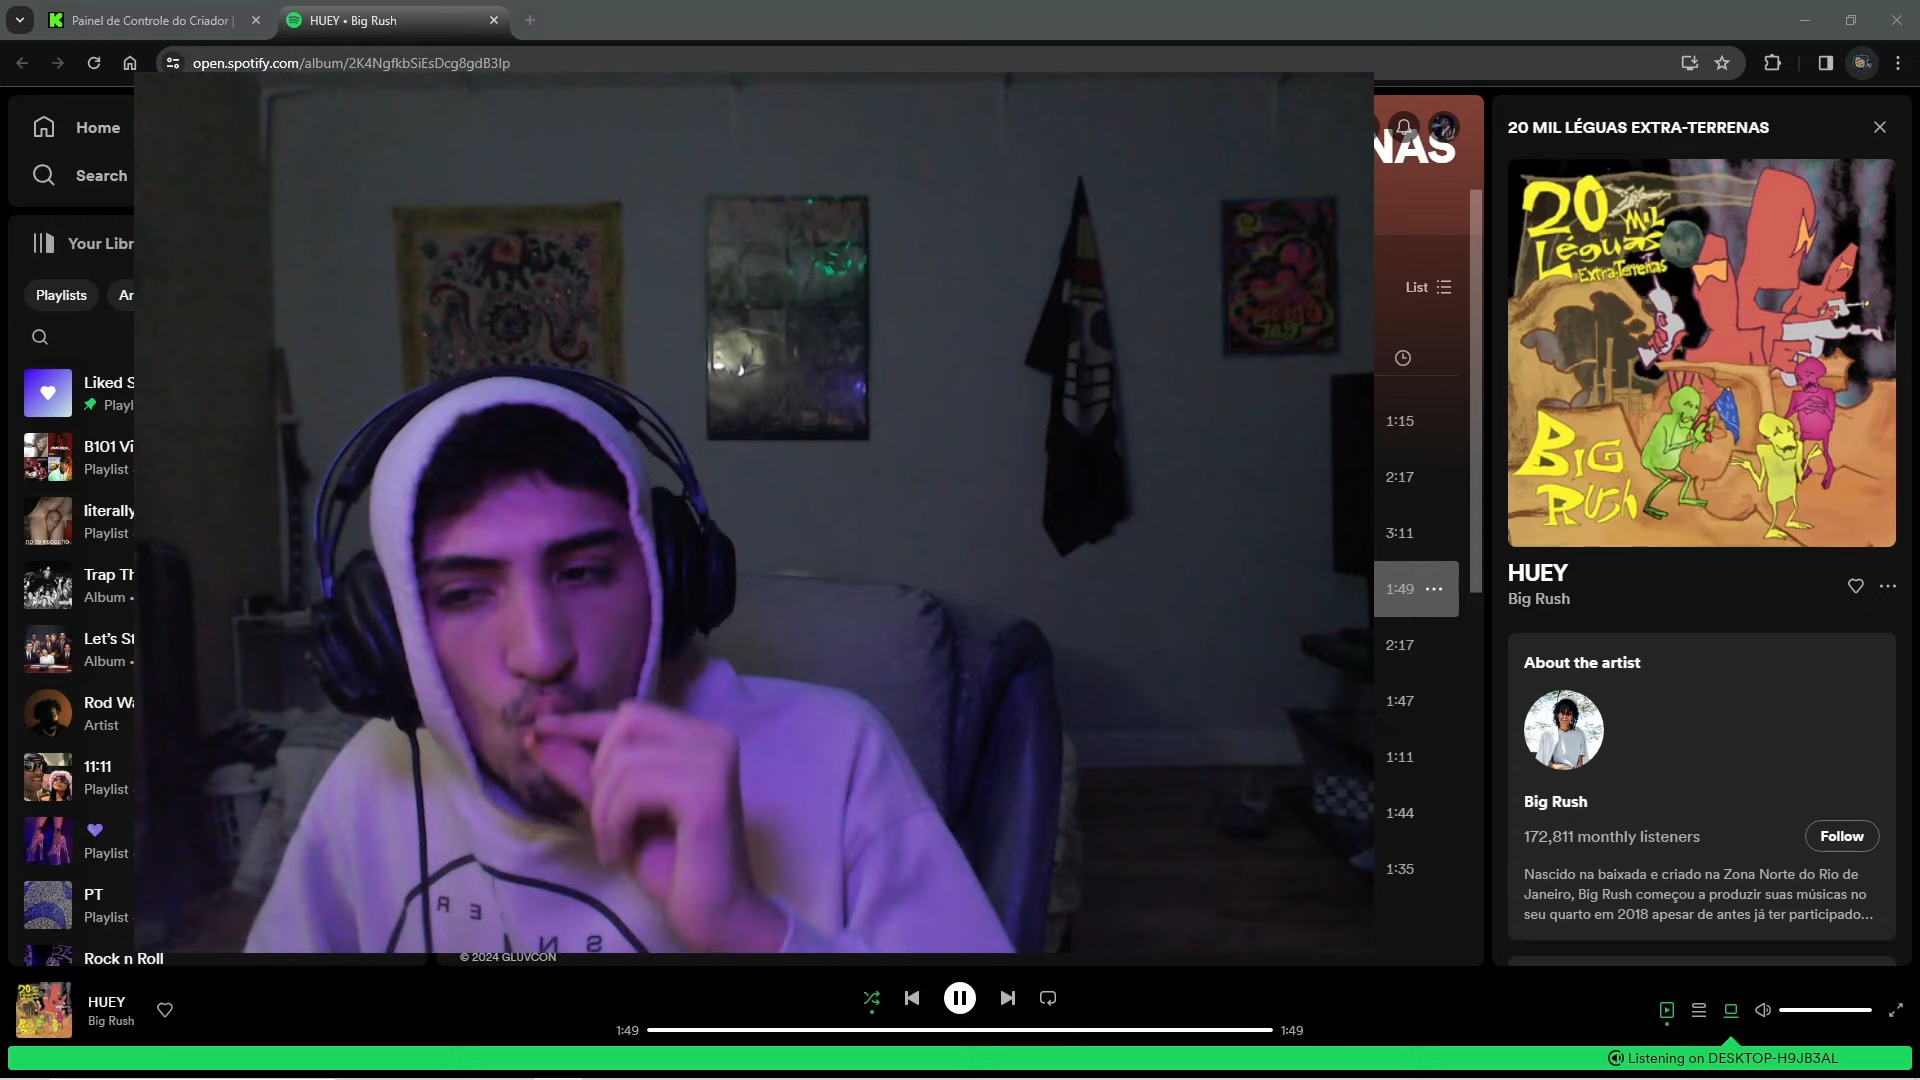 Painel de Controle do Criador |
HUEY • Big Rush
open.spotify.com/album/2K4NgfkbSiEsDcg8gdB3Ip
Home
Search
Your Libr
Playlists
Ar
Liked S
Playl
B101 Vi
Playlist
literally
Playlist
Trap Th
Album •
Let's St
Album •
Rod Wa
Artist
11:11
Playlist
💜
Playlist
PT
Playlist
Rock n Roll
NAS
List
1:15
2:17
3:11
1:49
2:17
1:47
1:11
1:44
1:35
© 2024 GLUVCON
20 MIL LÉGUAS EXTRA-TERRENAS
20 MIL
Léguas
Extra-Terrenas
BIG
RUSH
HUEY
Big Rush
About the artist
Big Rush
172,811 monthly listeners
Follow
Nascido na baixada e criado na Zona Norte do Rio de
Janeiro, Big Rush começou a produzir suas músicas no
seu quarto em 2018 apesar de antes já ter participado...
HUEY
Big Rush
1:49
1:49
Listening on DESKTOP-H9JB3AL